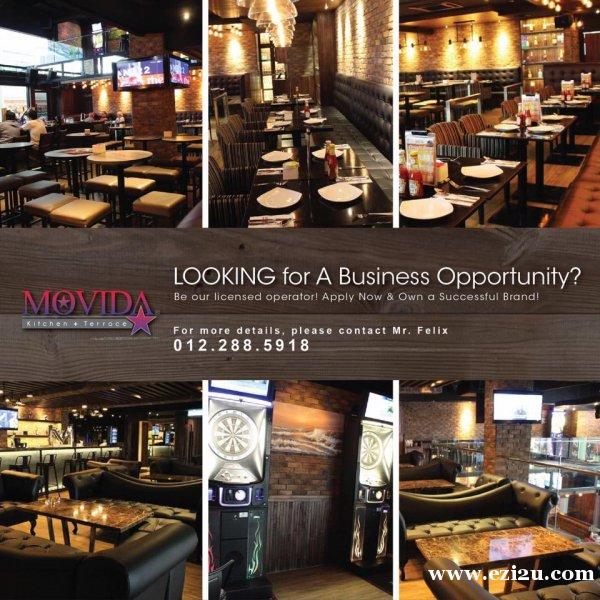 MOVIDA
Kitchen + Terrace
LOOKING for A Business Opportunity?
Be our licensed operator! Apply Now & Own a Successful Brand!
For more details, please contact Mr. Felix
012.288.5918
www.ezi2u.com